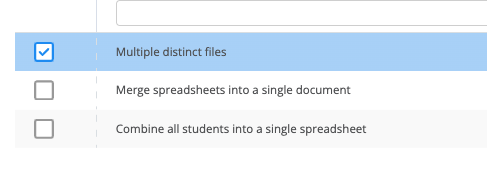 Multiple distinct files
Merge spreadsheets into a single document
Combine all students into a single spreadsheet